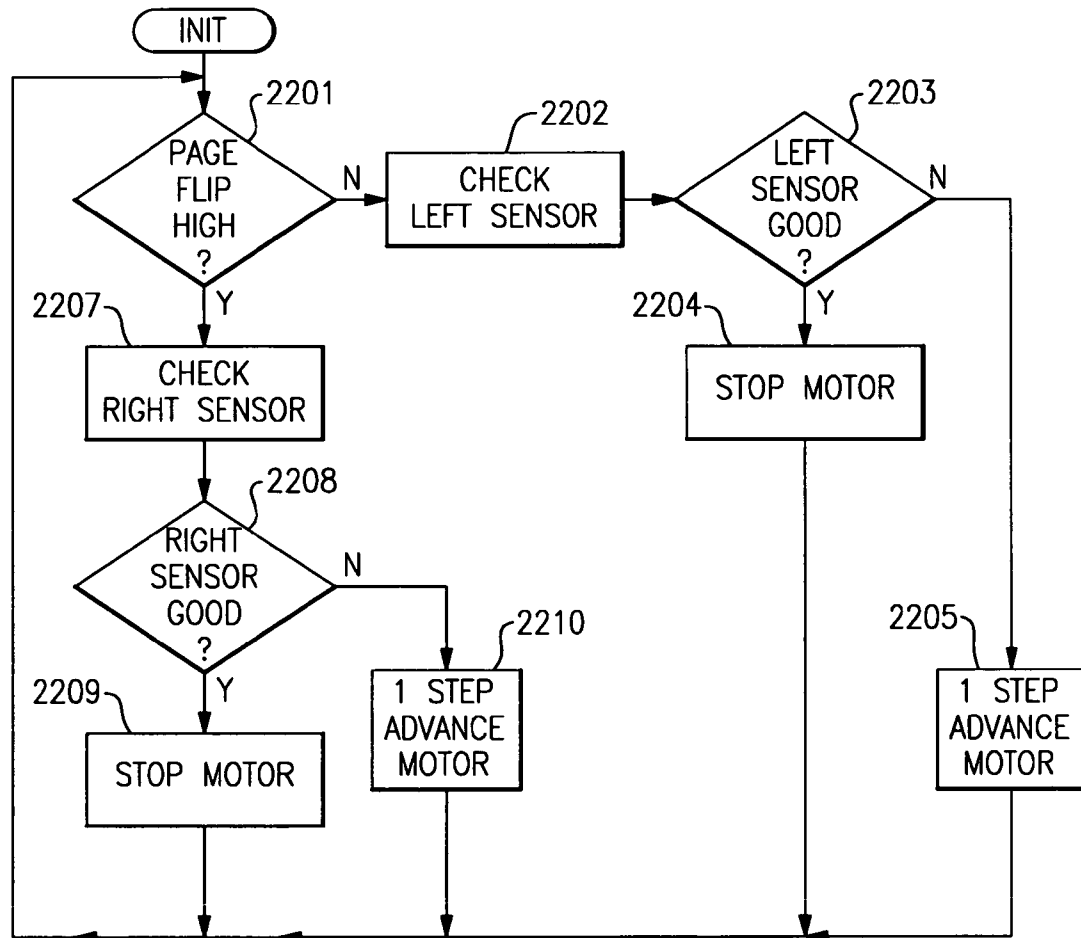 INIT
2201
PAGE
FLIP
HIGH
?
N
Y
2202
CHECK
LEFT SENSOR
2203
LEFT
SENSOR
GOOD
?
N
Y
2207
CHECK
RIGHT SENSOR
2204
STOP MOTOR
2208
RIGHT
SENSOR
GOOD
?
N
Y
2210
1 STEP
ADVANCE
MOTOR
2205
1 STEP
ADVANCE
MOTOR
2209
STOP MOTOR